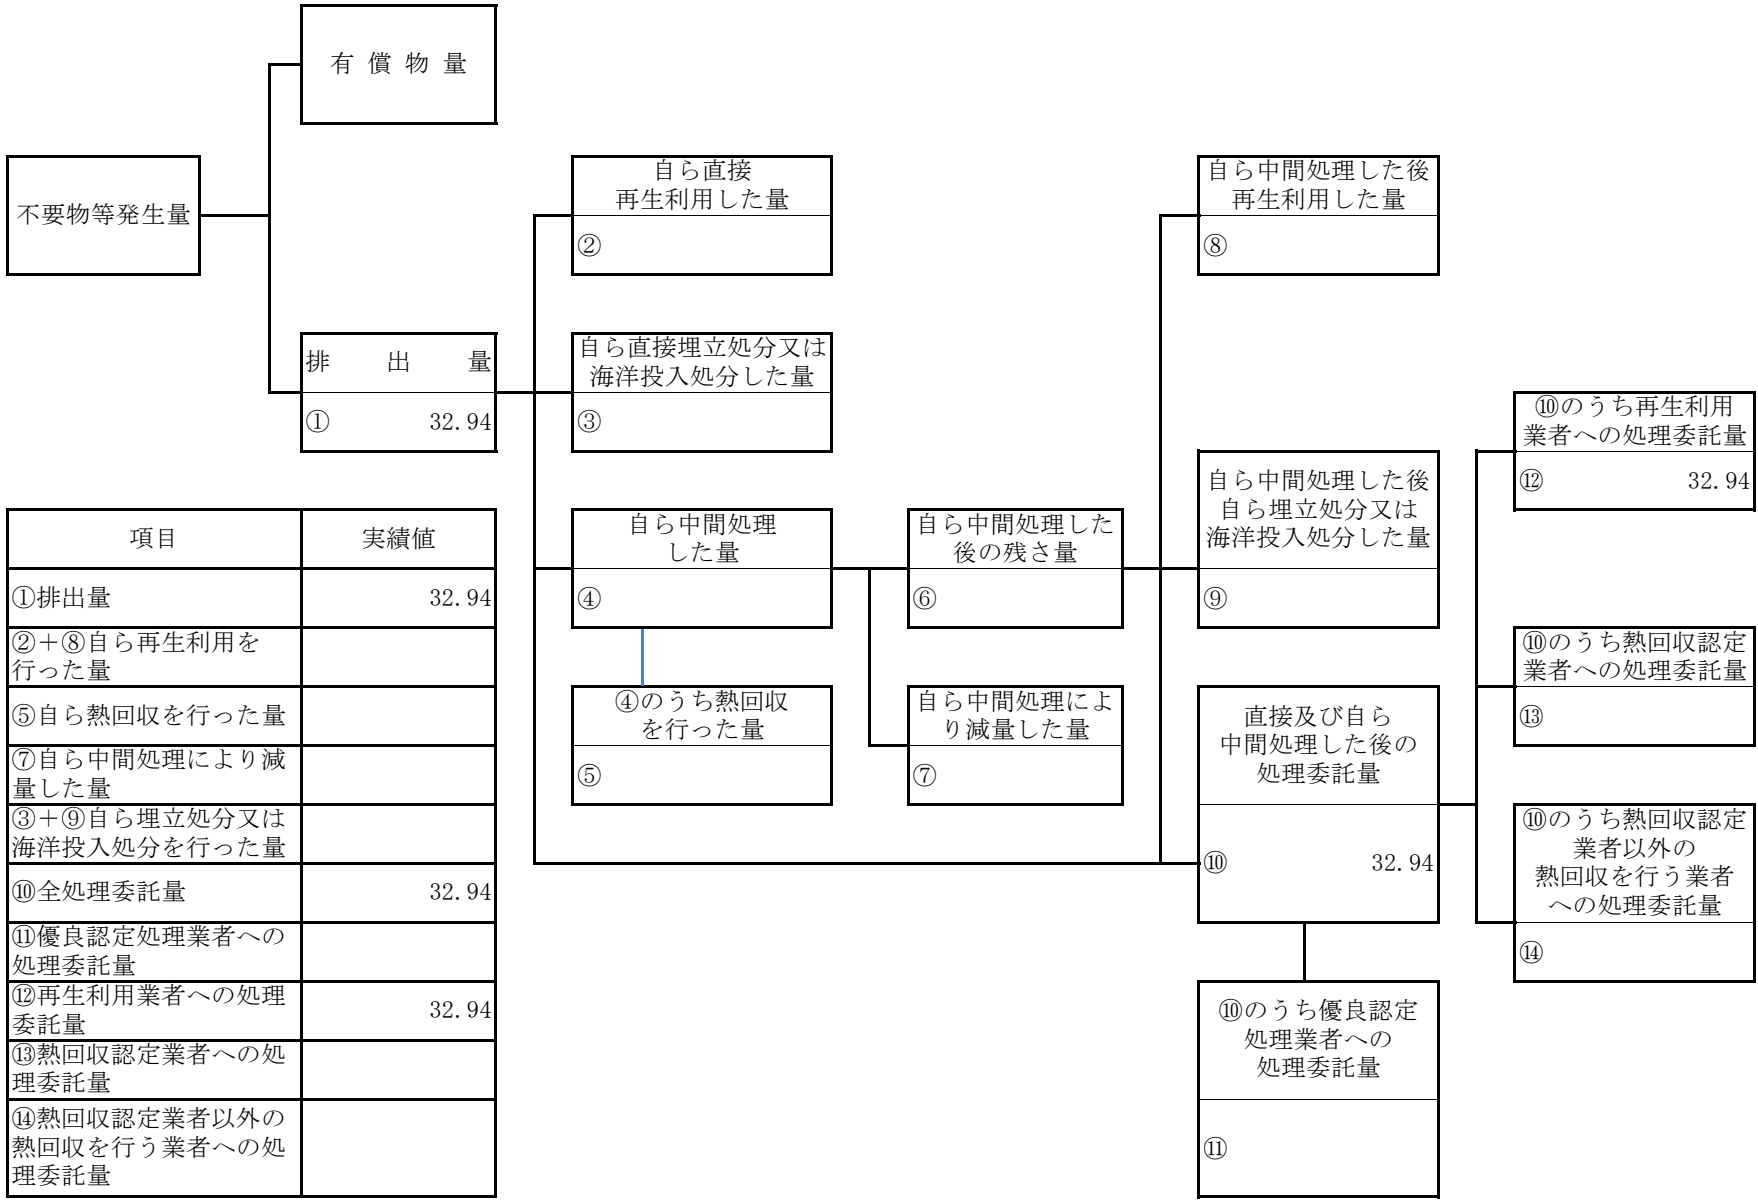 有償物量
不要物等発生量
排出量
① 32.94
自ら直接
再生利用した量
②
自ら直接埋立処分又は
海洋投入処分した量
③
自ら中間処理
した量
④
④のうち熱回収
を行った量
⑤
自ら中間処理した
後の残さ量
⑥
自ら中間処理によ
り減量した量
⑦
自ら中間処理した後
再生利用した量
⑧
自ら中間処理した後
自ら埋立処分又は
海洋投入処分した量
⑨
直接及び自ら
中間処理した後の
処理委託量
⑩ 32.94
⑩のうち優良認定
処理業者への
処理委託量
⑪
⑩のうち再生利用
業者への処理委託量
⑫ 32.94
⑩のうち熱回収認定
業者への処理委託量
⑬
⑩のうち熱回収認定
業者以外の
熱回収を行う業者
への処理委託量
⑭
項目 実績値
①排出量 32.94
②＋⑧自ら再生利用を
行った量
⑤自ら熱回収を行った量
⑦自ら中間処理により減
量した量
③＋⑨自ら埋立処分又は
海洋投入処分を行った量
⑩全処理委託量 32.94
⑪優良認定処理業者への
処理委託量
⑫再生利用業者への処理
委託量 32.94
⑬熱回収認定業者への処
理委託量
⑭熱回収認定業者以外の
熱回収を行う業者への処
理委託量